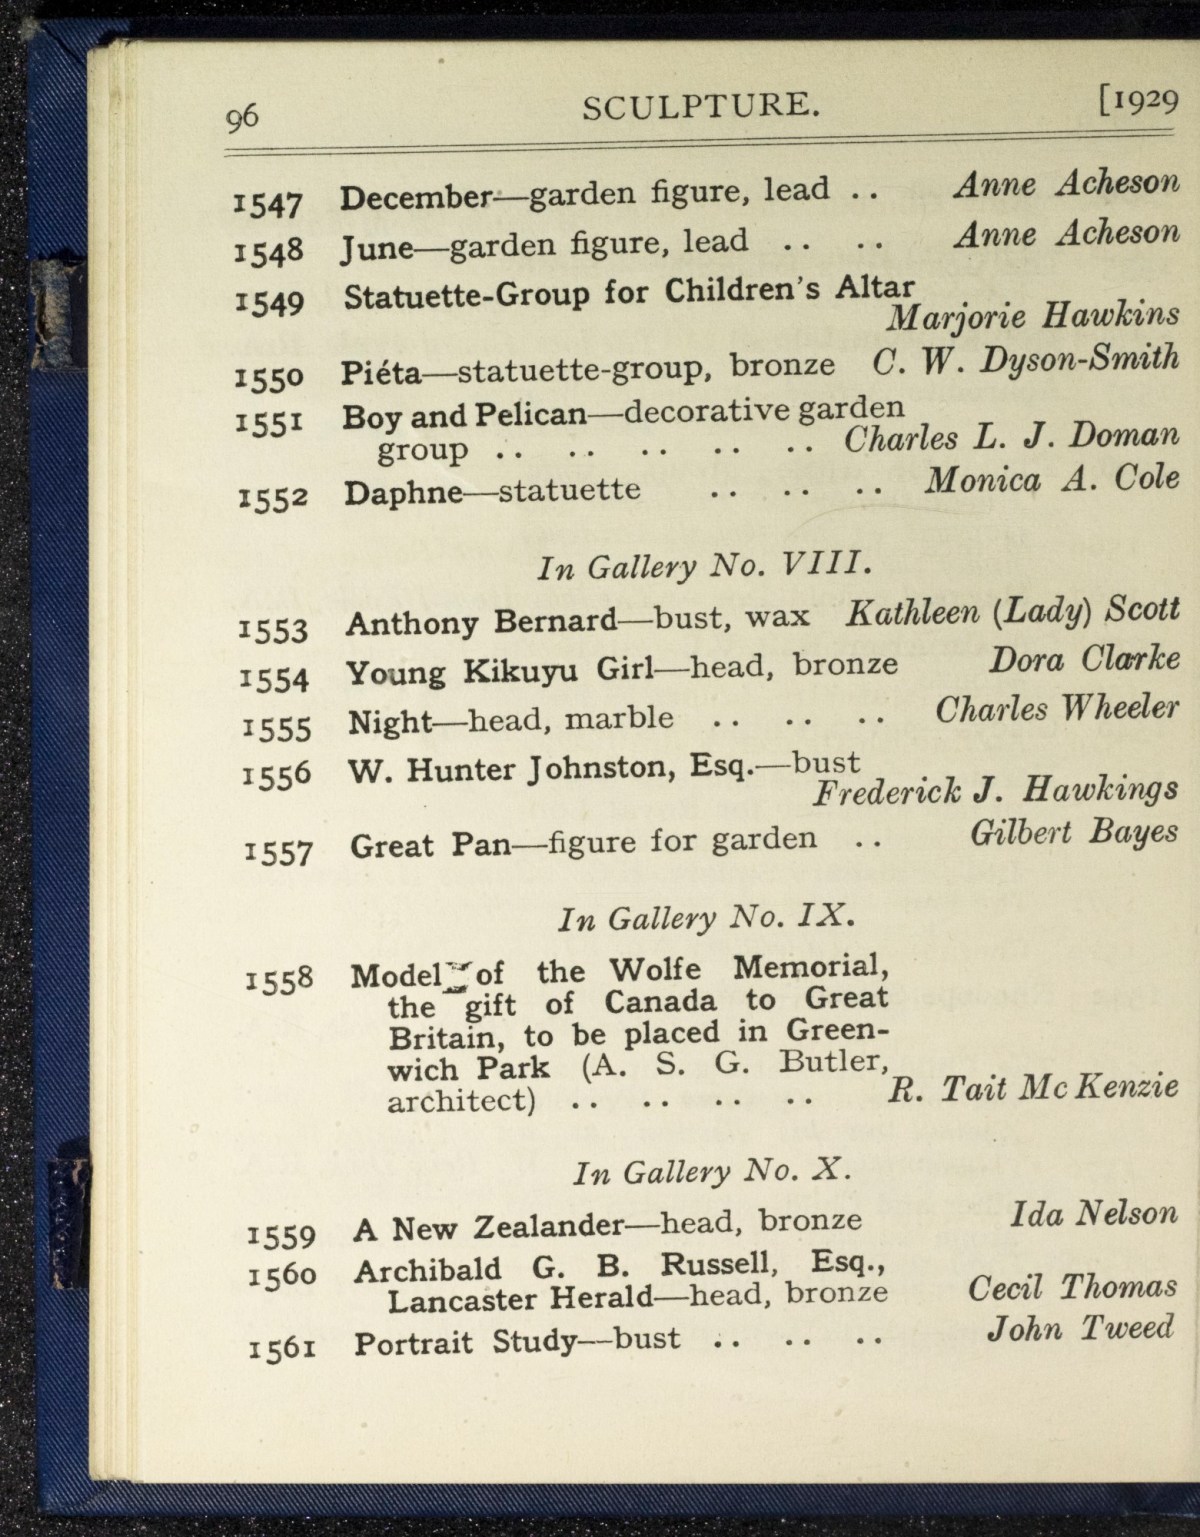 96 SCULPTURE. [1929
1547 December—garden figure, lead .. Anne Acheson
1548 June—garden figure, lead .. .. Anne Acheson
1549 Statuette-Group for Children's Altar
Marjorie Hawkins
1550 Piéta—statuette-group, bronze C. W. Dyson-Smith
1551 Boy and Pelican—decorative garden
group .. .. .. .. .. Charles L. J. Doman
1552 Daphne—statuette .. .. .. Monica A. Cole
In Gallery No. VIII.
1553 Anthony Bernard—bust, wax Kathleen (Lady) Scott
1554 Young Kikuyu Girl—head, bronze Dora Clarke
1555 Night—head, marble .. .. .. Charles Wheeler
1556 W. Hunter Johnston, Esq.—bust
Frederick J. Hawkings
1557 Great Pan—figure for garden .. Gilbert Bayes
In Gallery No. IX.
1558 Model of the Wolfe Memorial,
the gift of Canada to Great
Britain, to be placed in Green-
wich Park (A. S. G. Butler,
architect) .. .. .. .. R. Tait McKenzie
In Gallery No. X.
1559 A New Zealander—head, bronze Ida Nelson
1560 Archibald G. B. Russell, Esq.,
Lancaster Herald—head, bronze Cecil Thomas
1561 Portrait Study—bust .. .. .. John Tweed